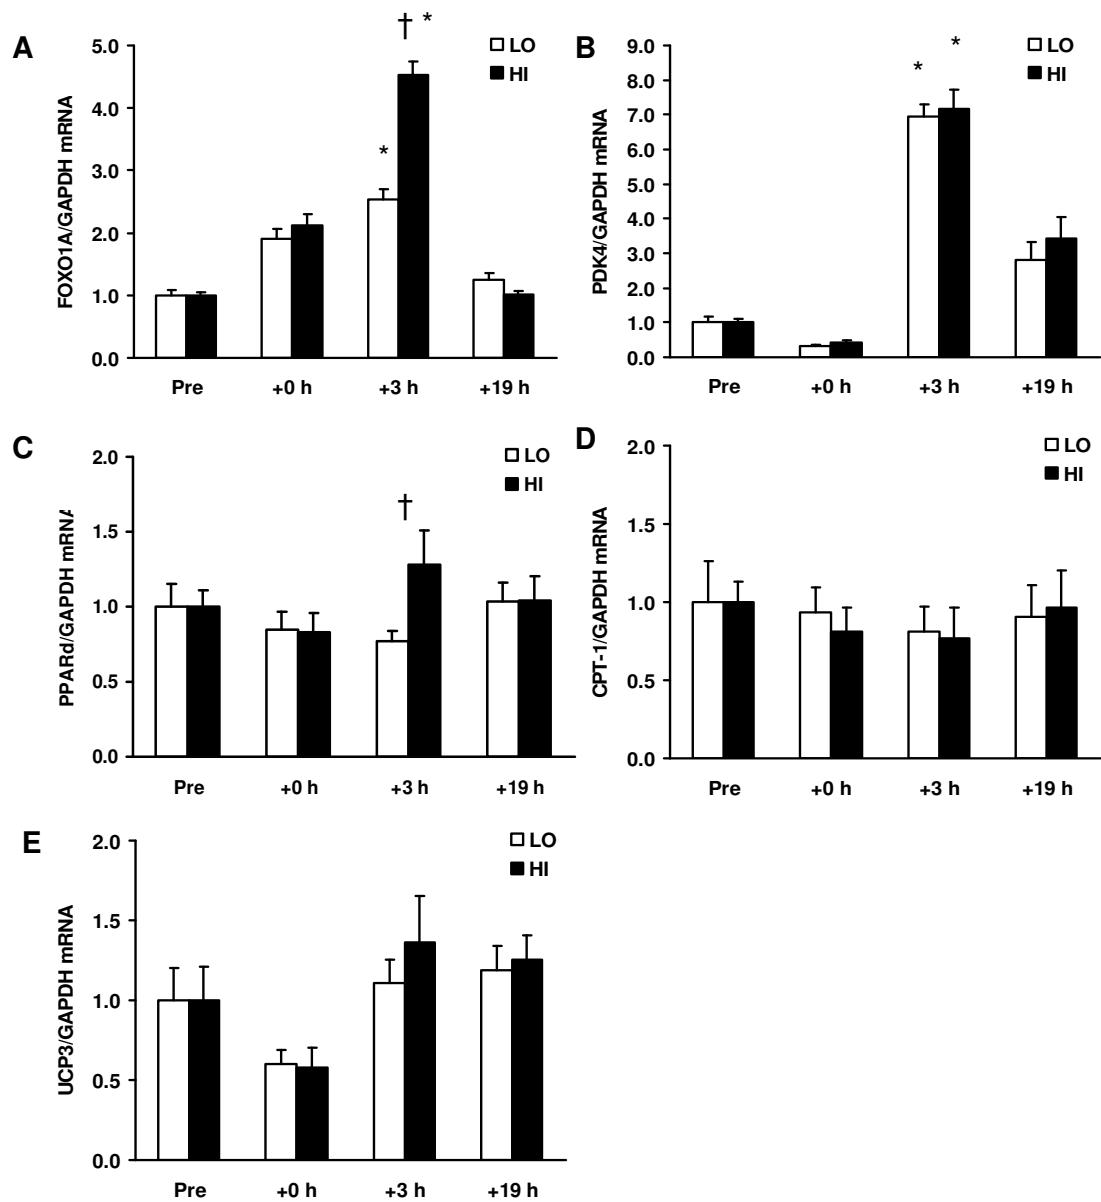 A
FOXO1A/GAPDH mRNA
5.0
4.0
3.0
2.0
1.0
0.0
† *
*
LO
HI
Pre +0 h +3 h +19 h
B
PDK4/GAPDH mRNA
9.0
8.0
7.0
6.0
5.0
4.0
3.0
2.0
1.0
0.0
* *
LO
HI
Pre +0 h +3 h +19 h
C
PPARd/GAPDH mRNA
2.0
1.5
1.0
0.5
0.0
†
LO
HI
Pre +0 h +3 h +19 h
D
CPT-1/GAPDH mRNA
2.0
1.5
1.0
0.5
0.0
LO
HI
Pre +0 h +3 h +19 h
E
UCP3/GAPDH mRNA
2.0
1.5
1.0
0.5
0.0
LO
HI
Pre +0 h +3 h +19 h